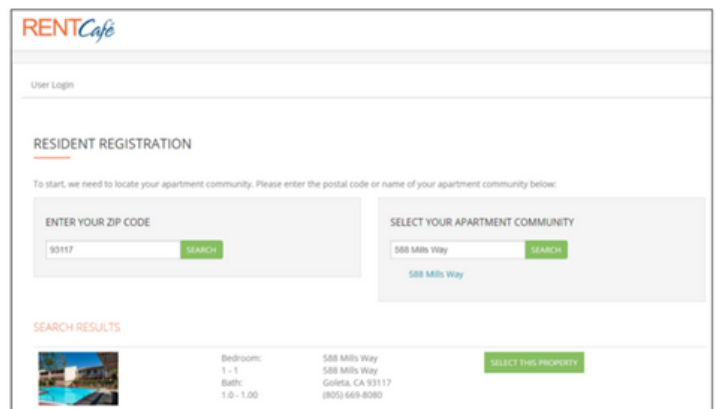 RENTCafé
User Login
RESIDENT REGISTRATION
To start, we need to locate your apartment community. Please enter the postal code or name of your apartment community below:
ENTER YOUR ZIP CODE
93117
SEARCH
SELECT YOUR APARTMENT COMMUNITY
588 Mills Way
SEARCH
588 Mills Way
SEARCH RESULTS
Bedroom:
1 - 1
Bath:
1.0 - 1.00
588 Mills Way
588 Mills Way
Goleta, CA 93117
(805) 669-8080
SELECT THIS PROPERTY